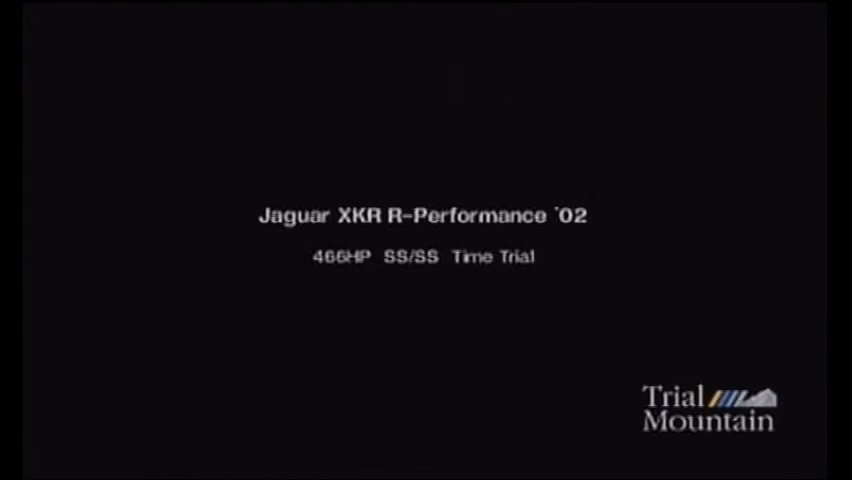 Jaguar XKR R-Performance '02
466HP SS/SS Time Trial
Trial
Mountain